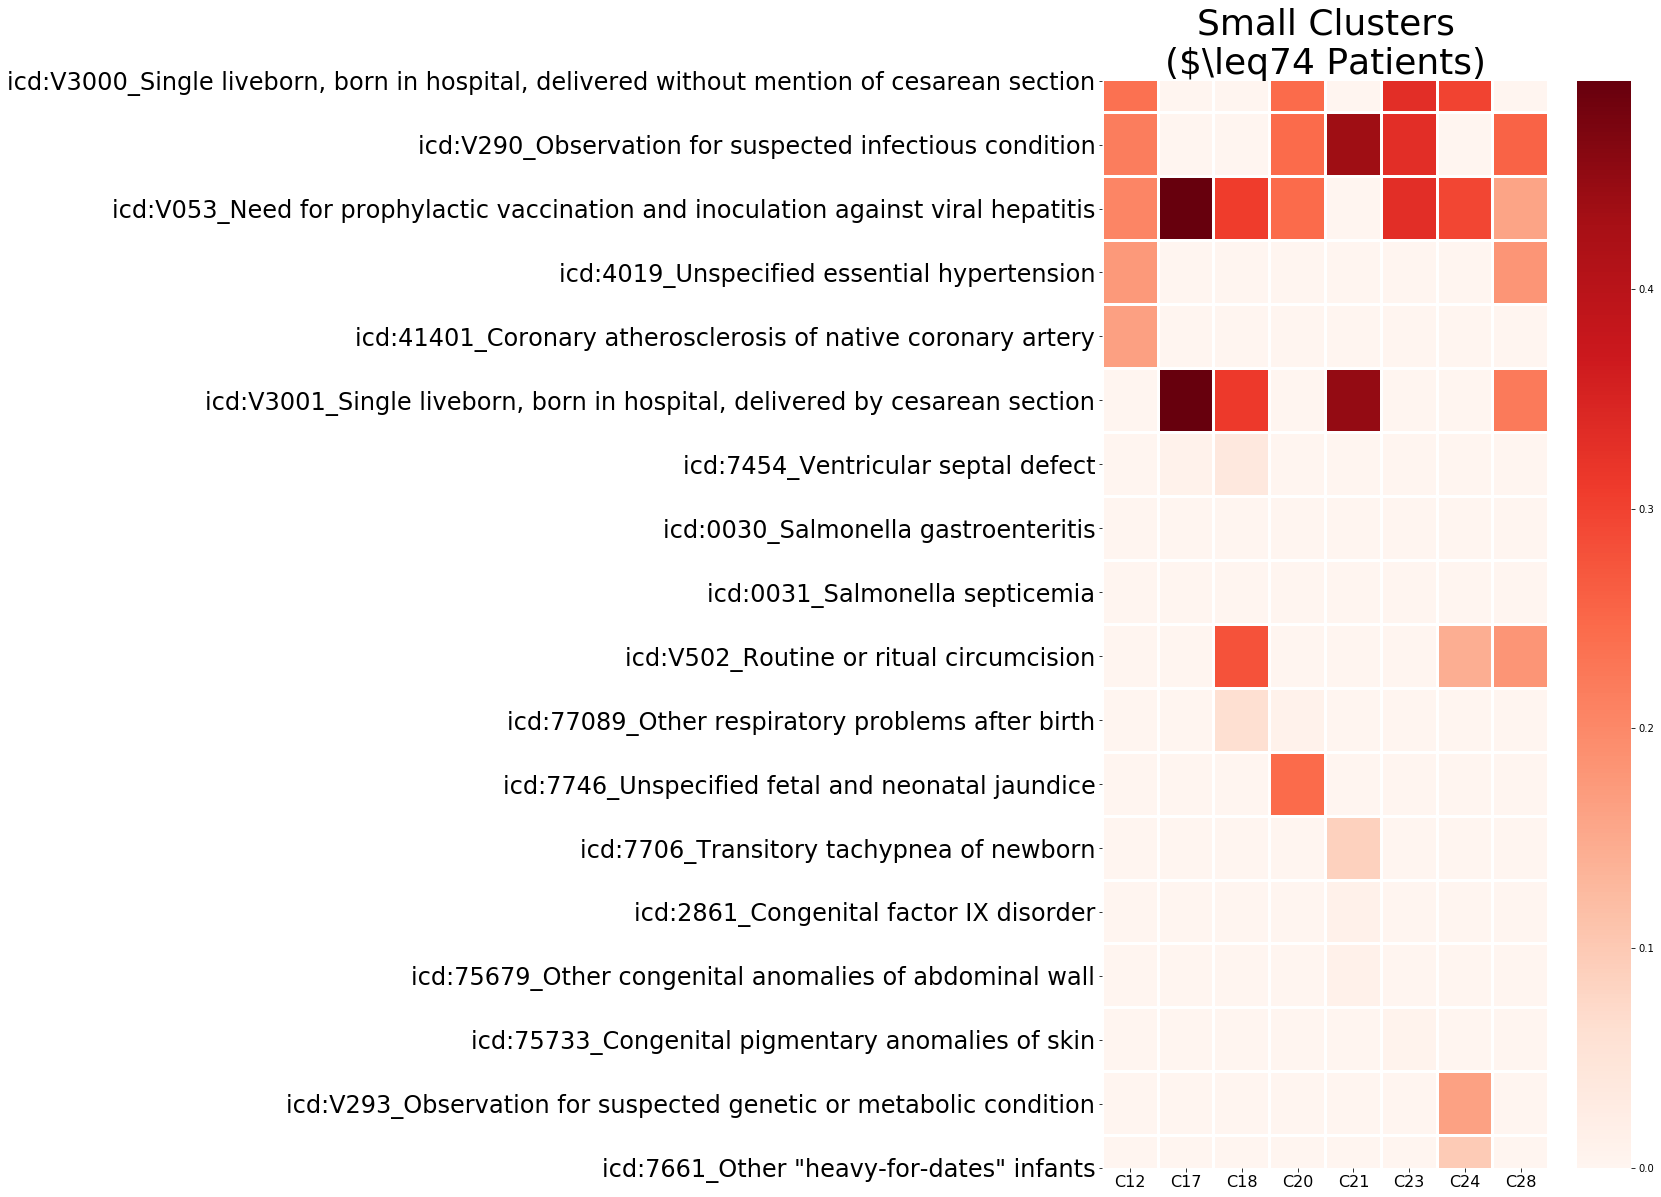 Small Clusters
($\leq74 Patients)
icd:V3000_Single liveborn, born in hospital, delivered without mention of cesarean section
icd:V290_Observation for suspected infectious condition
icd:V053_Need for prophylactic vaccination and inoculation against viral hepatitis
icd:4019_Unspecified essential hypertension
icd:41401_Coronary atherosclerosis of native coronary artery
icd:V3001_Single liveborn, born in hospital, delivered by cesarean section
icd:7454_Ventricular septal defect
icd:0030_Salmonella gastroenteritis
icd:0031_Salmonella septicemia
icd:V502_Routine or ritual circumcision
icd:77089_Other respiratory problems after birth
icd:7746_Unspecified fetal and neonatal jaundice
icd:7706_Transitory tachypnea of newborn
icd:2861_Congenital factor IX disorder
icd:75679_Other congenital anomalies of abdominal wall
icd:75733_Congenital pigmentary anomalies of skin
icd:V293_Observation for suspected genetic or metabolic condition
icd:7661_Other "heavy-for-dates" infants
C12 C17 C18 C20 C21 C23 C24 C28
0.4
0.3
0.2
0.1
0.0